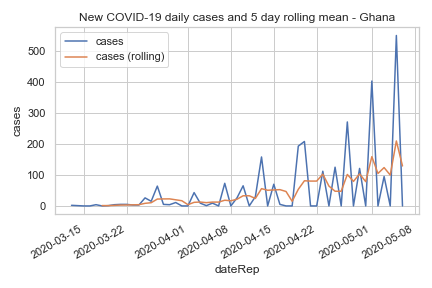 New COVID-19 daily cases and 5 day rolling mean - Ghana
cases
cases (rolling)
500
400
300
200
100
0
cases
2020-03-15
2020-03-22
2020-04-01
2020-04-08
2020-04-15
2020-04-22
2020-05-01
2020-05-08
dateRep